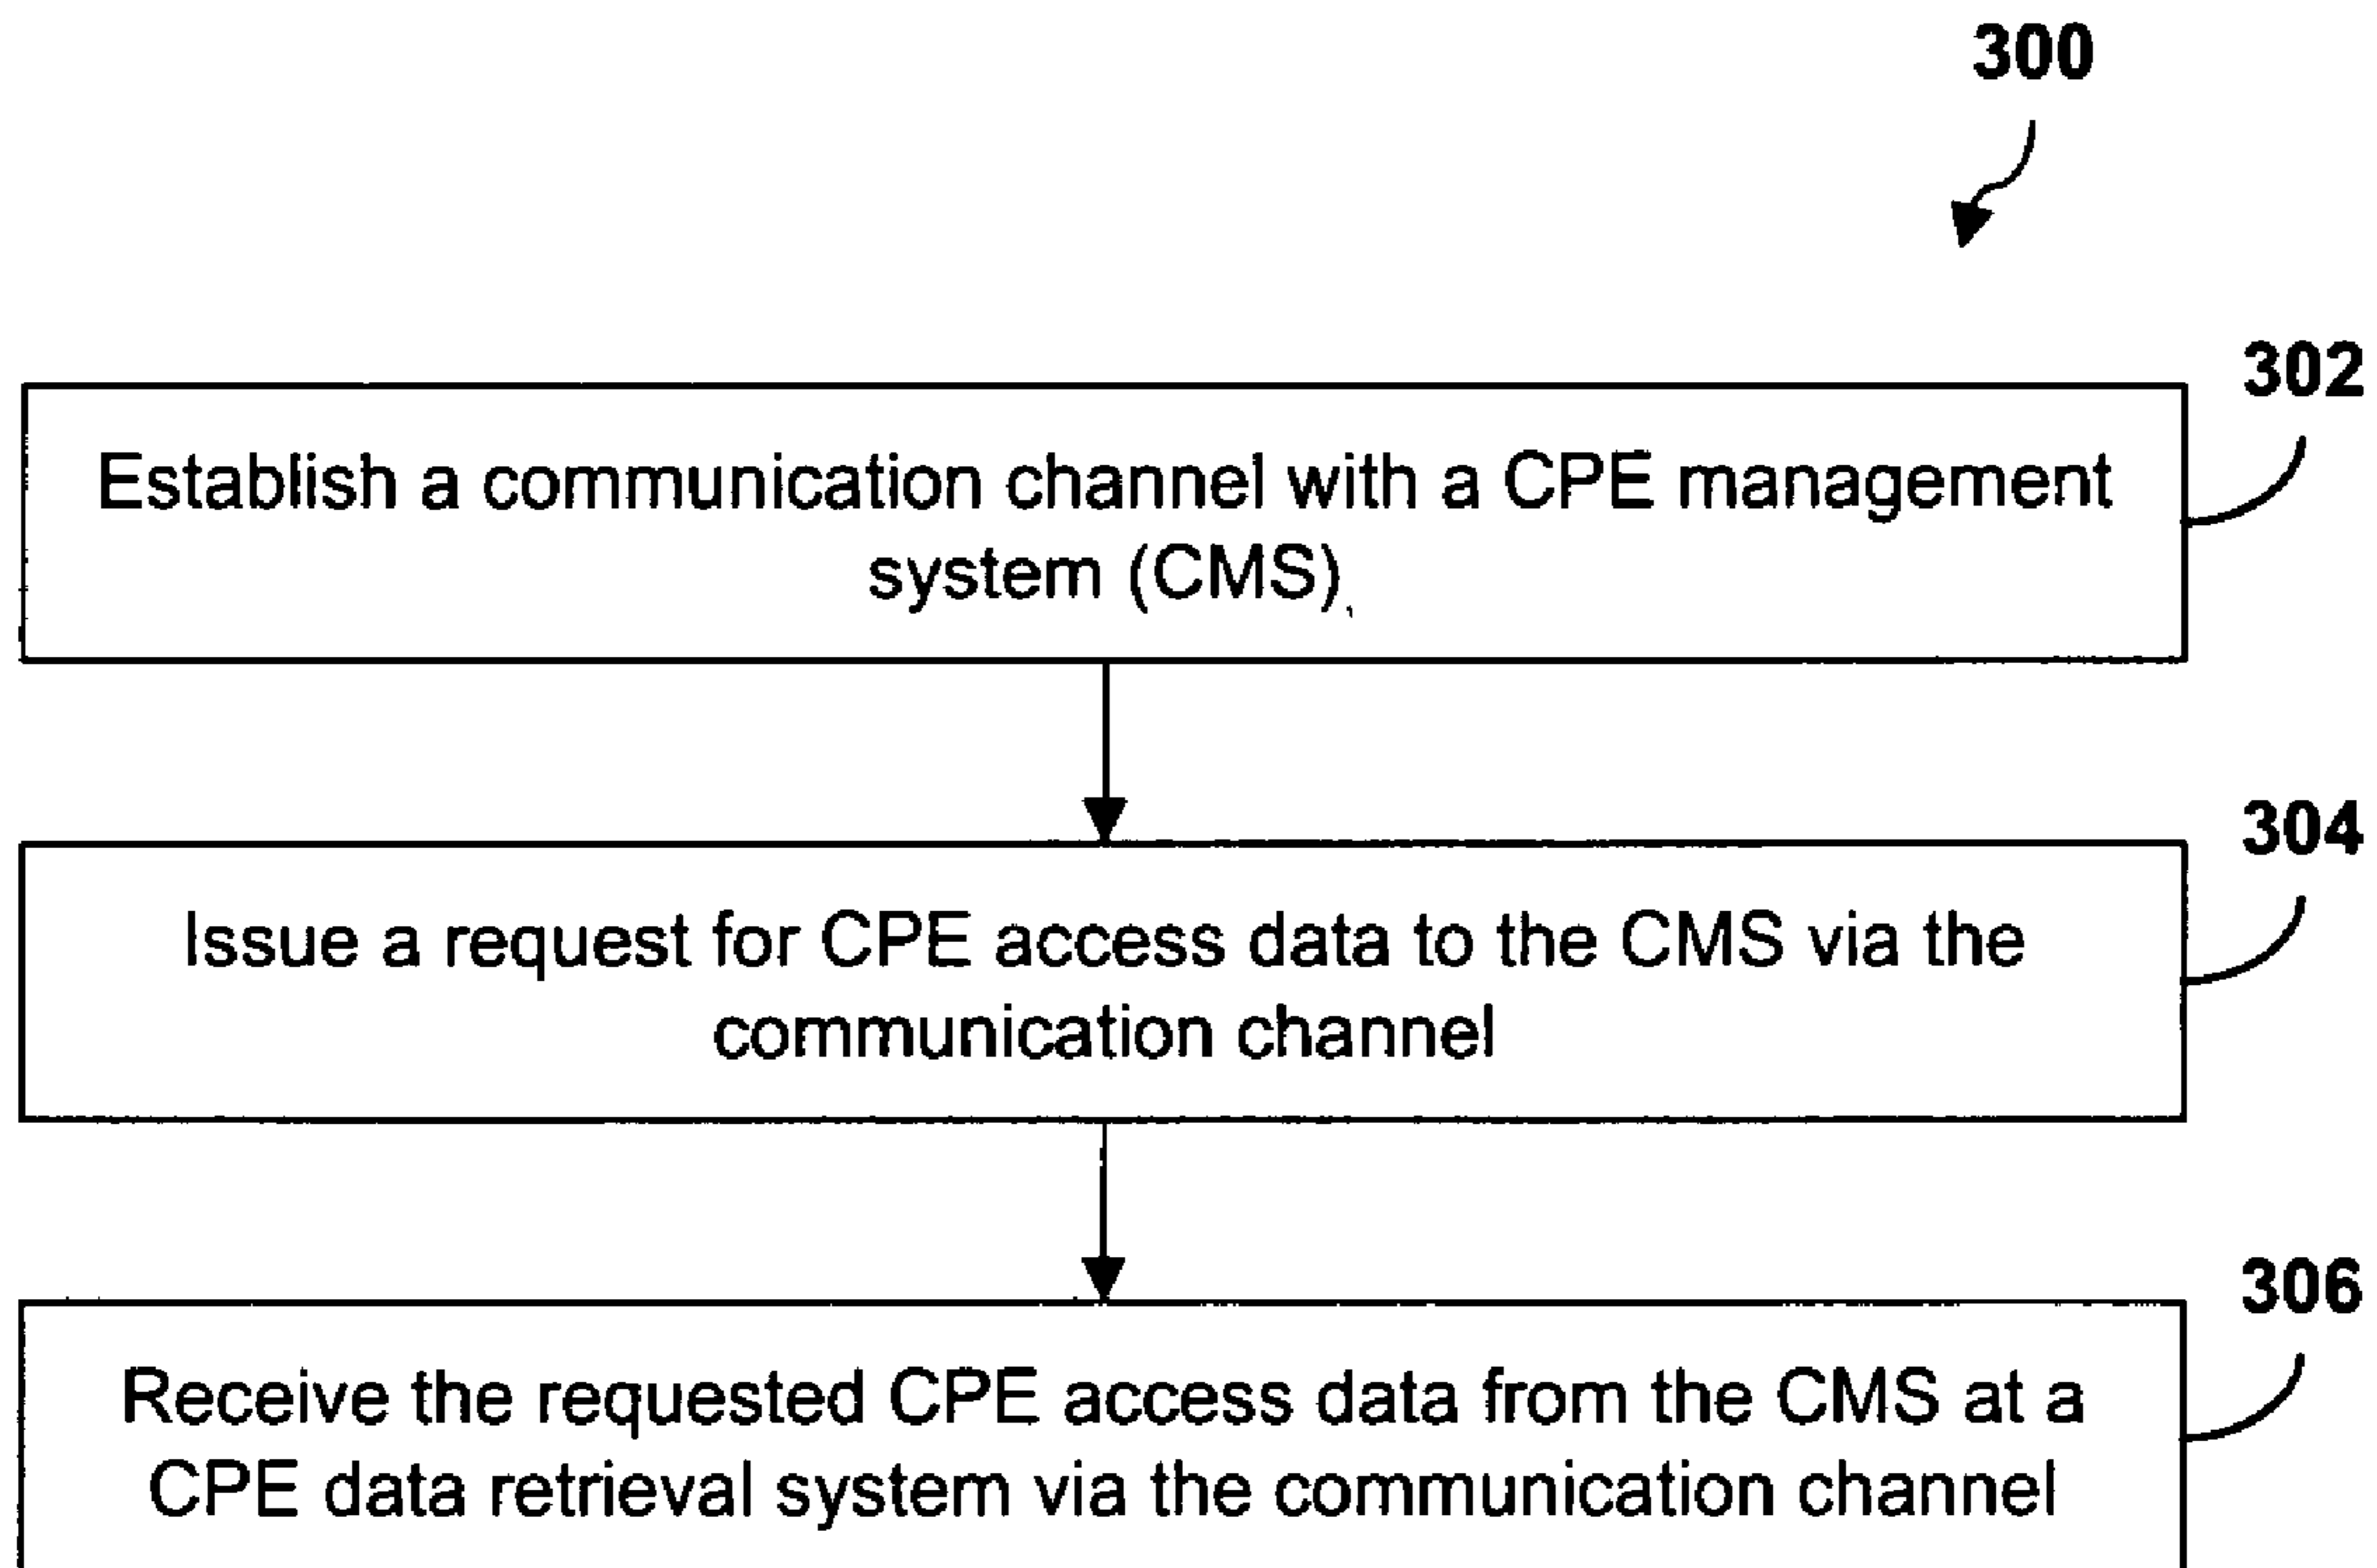 300
302
Establish a communication channel with a CPE management
system (CMS)
304
Issue a request for CPE access data to the CMS via the
communication channel
306
Receive the requested CPE access data from the CMS at a
CPE data retrieval system via the communication channel